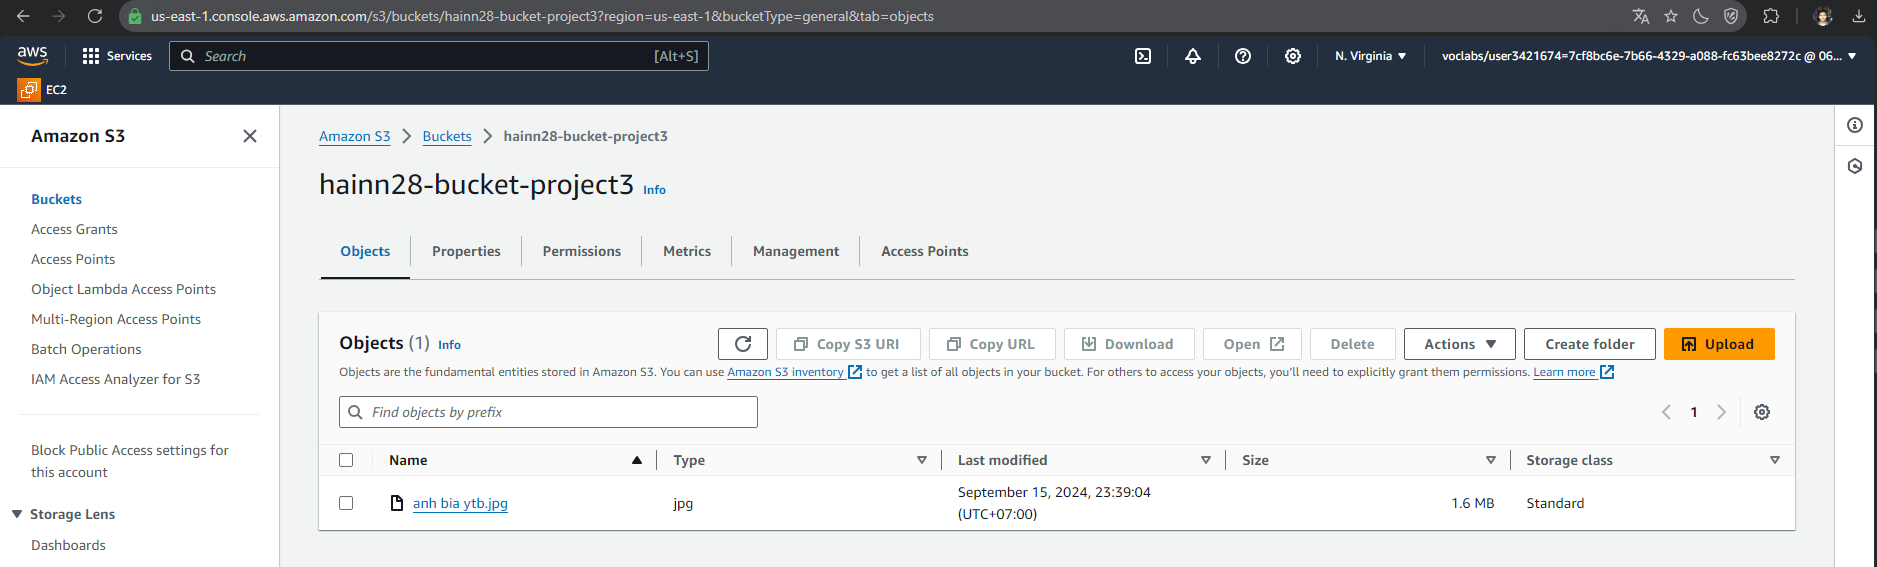 us-east-1.console.aws.amazon.com/s3/buckets/hainn28-bucket-project3?region=us-east-1&bucketType=general&tab=objects
aws
Services
Search
[Alt+S]
N. Virginia
voclabs/user3421674=7cf8bc6e-7b66-4329-a088-fc63bee8272c @ 06...
EC2
Amazon S3
Buckets
Access Grants
Access Points
Object Lambda Access Points
Multi-Region Access Points
Batch Operations
IAM Access Analyzer for S3
Block Public Access settings for
this account
Storage Lens
Dashboards
Amazon S3 > Buckets > hainn28-bucket-project3
hainn28-bucket-project3 Info
Objects
Properties
Permissions
Metrics
Management
Access Points
Objects (1) Info
Copy S3 URI
Copy URL
Download
Open
Delete
Actions
Create folder
Upload
Objects are the fundamental entities stored in Amazon S3. You can use Amazon S3 inventory to get a list of all objects in your bucket. For others to access your objects, you'll need to explicitly grant them permissions. Learn more
Find objects by prefix
1
Name
Type
Last modified
Size
Storage class
anh bia ytb.jpg
jpg
September 15, 2024, 23:39:04
(UTC+07:00)
1.6 MB
Standard